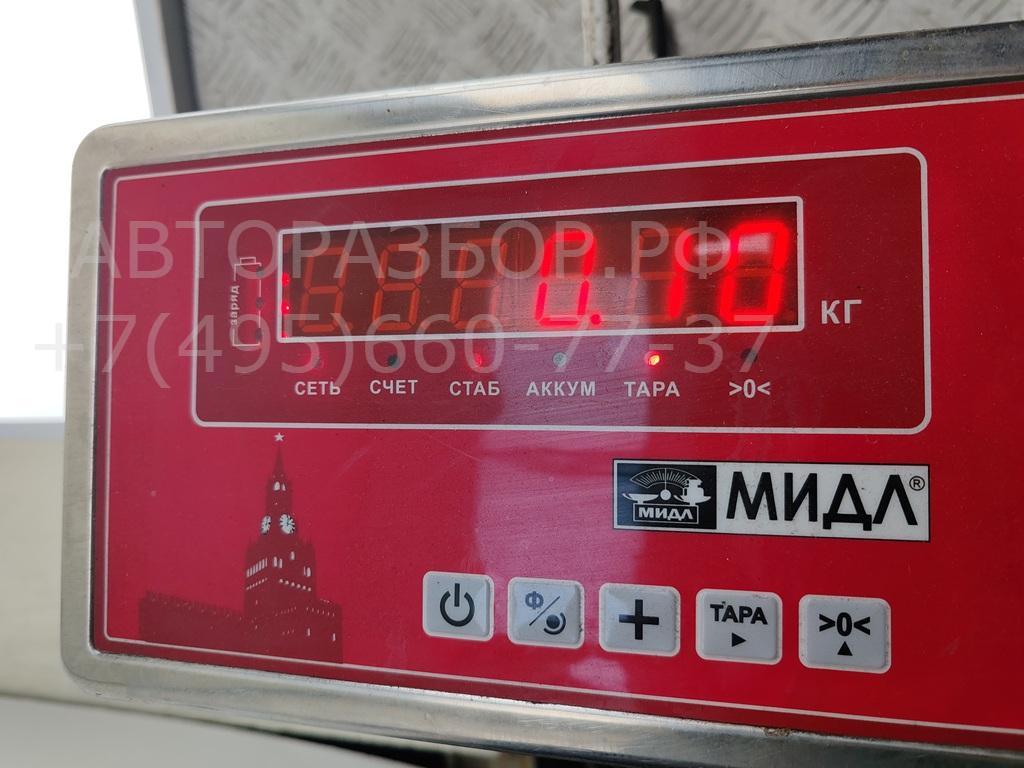 АВТОРАЗБОР.РФ
+7(495)660-77-37
заряд
0.10
КГ
СЕТЬ СЧЕТ СТАБ АККУМ ТАРА >0<
МИДЛ МИДЛ®
Ф ТАРА >0<